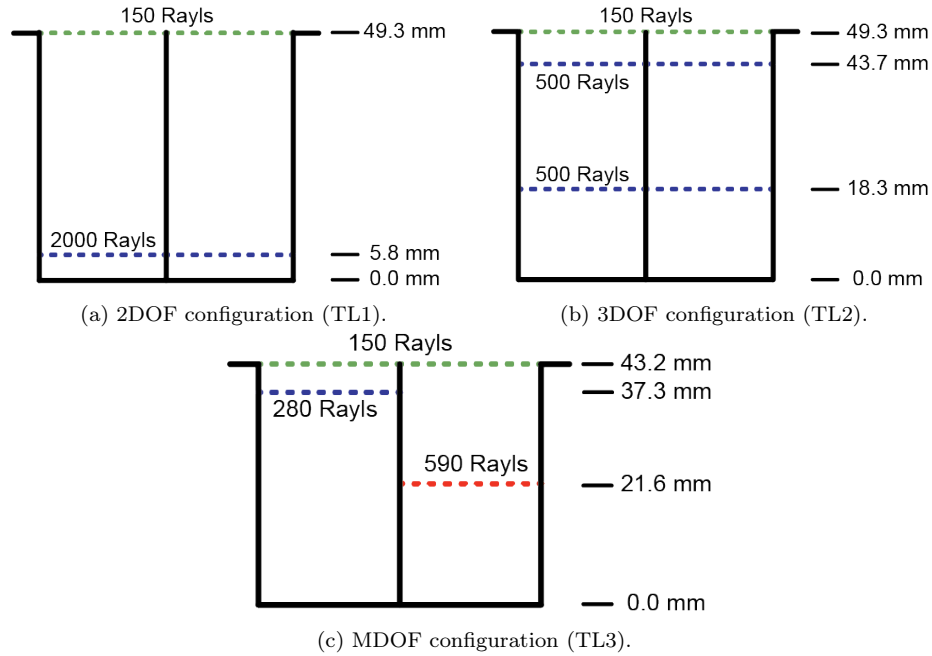 150 Rayls
49.3 mm
2000 Rayls
5.8 mm
0.0 mm
(a) 2DOF configuration (TL1).
150 Rayls
49.3 mm
43.7 mm
500 Rayls
500 Rayls
18.3 mm
0.0 mm
(b) 3DOF configuration (TL2).
150 Rayls
43.2 mm
37.3 mm
280 Rayls
590 Rayls
21.6 mm
0.0 mm
(c) MDOF configuration (TL3).